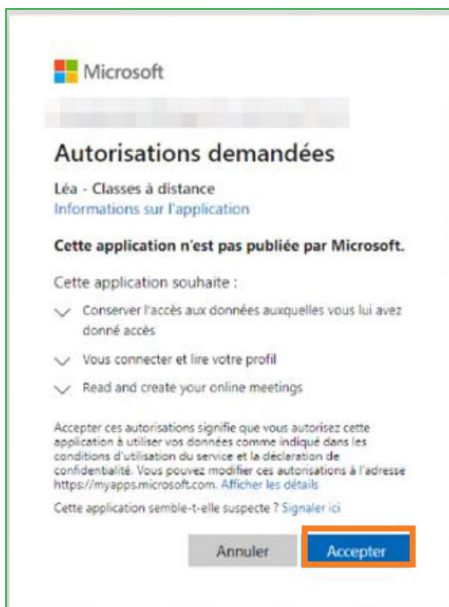 Microsoft
Autorisations demandées
Léa - Classes à distance
Informations sur l'application
Cette application n'est pas publiée par Microsoft.
Cette application souhaite :
Conserver l'accès aux données auxquelles vous lui avez
donné accès
Vous connecter et lire votre profil
Read and create your online meetings
Accepter ces autorisations signifie que vous autorisez cette
application à utiliser vos données comme indiqué dans les
conditions d'utilisation du service et la déclaration de
confidentialité. Vous pouvez modifier ces autorisations à l'adresse
https://myapps.microsoft.com. Afficher les détails
Cette application semble-t-elle suspecte ? Signaler ici
Annuler Accepter